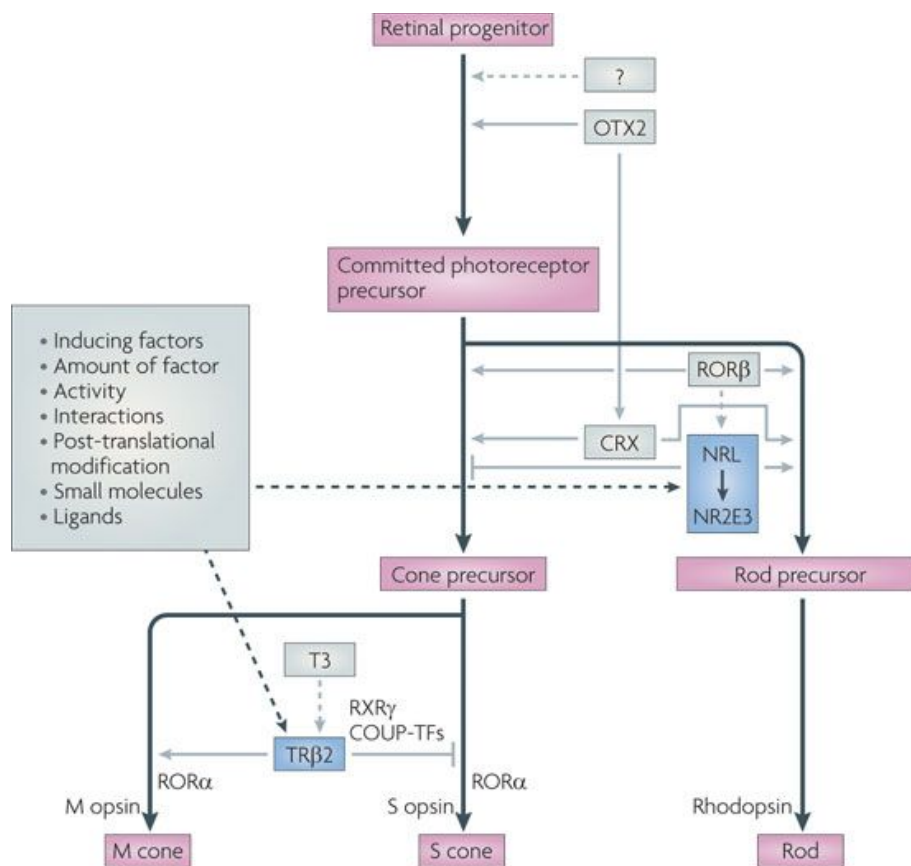 Retinal progenitor
?
OTX2
Committed photoreceptor
precursor
• Inducing factors
• Amount of factor
• Activity
• Interactions
• Post-translational
modification
• Small molecules
• Ligands
RORβ
CRX
NRL
NR2E3
Cone precursor
Rod precursor
T3
RXRγ
COUP-TFs
TRβ2
RORα
RORα
M opsin
S opsin
Rhodopsin
M cone
S cone
Rod